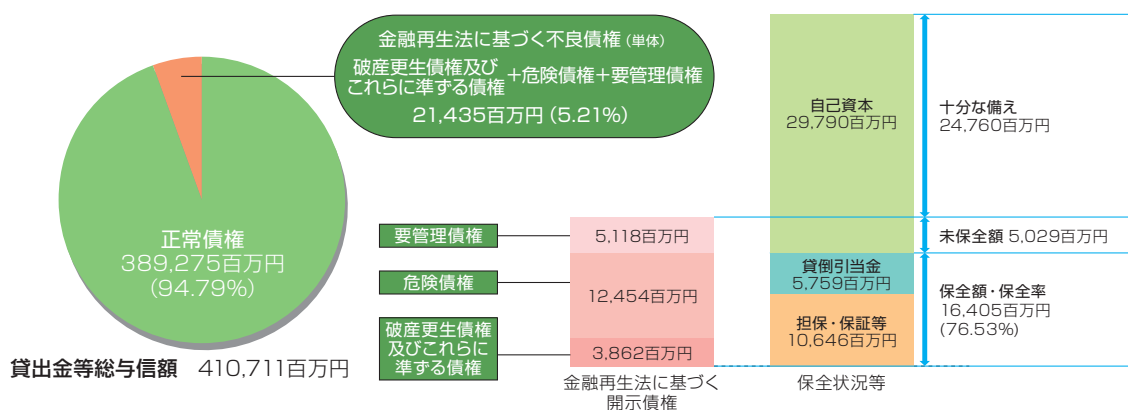 金融再生法に基づく不良債権(単体)
破産更生債権及び
これらに準ずる債権
+危険債権+要管理債権
21,435百万円(5.21%)
正常債権
389,275百万円
(94.79%)
貸出金等総与信額 410,711百万円
要管理債権
危険債権
破産更生債権
及びこれらに
準ずる債権
5,118百万円
12,454百万円
3,862百万円
金融再生法に基づく
開示債権
自己資本
29,790百万円
貸倒引当金
5,759百万円
担保・保証等
10,646百万円
保全状況等
十分な備え
24,760百万円
未保全額 5,029百万円
保全額・保全率
16,405百万円
(76.53%)